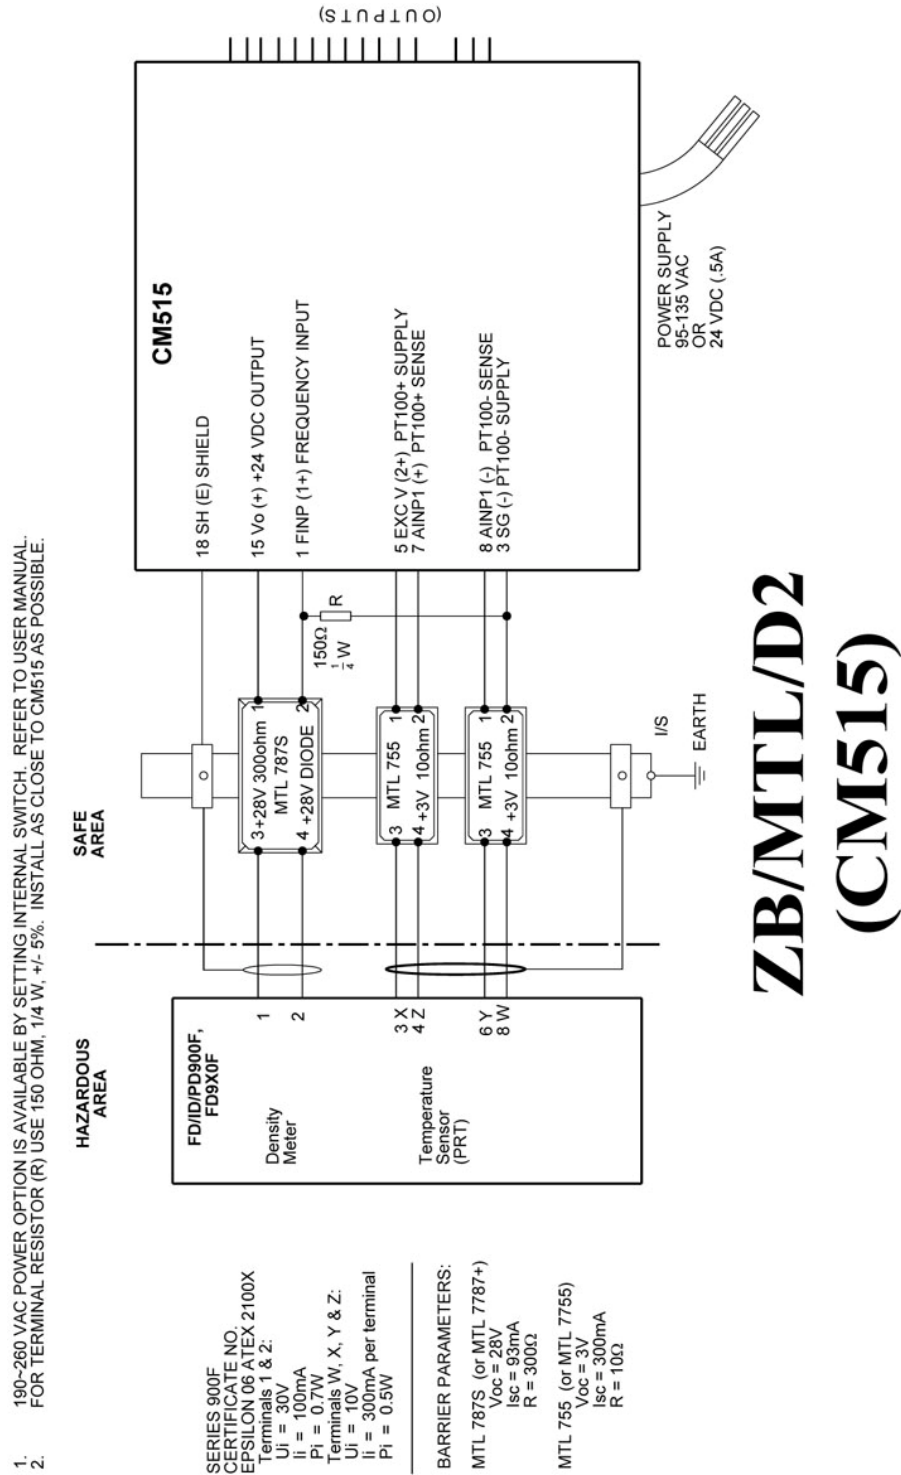 1. 190-260 VAC POWER OPTION IS AVAILABLE BY SETTING INTERNAL SWITCH. REFER TO USER MANUAL.
2. FOR TERMINAL RESISTOR (R) USE 150 OHM, 1/4 W, +/- 5%. INSTALL AS CLOSE TO CM515 AS POSSIBLE.
HAZARDOUS
AREA
SAFE
AREA
SERIES 900F
CERTIFICATE NO.
EPSILON 06 ATEX 2100X
Terminals 1 & 2:
Ui = 30V
Ii = 100mA
Pi = 0.7W
Terminals W, X, Y & Z:
Ui = 10V
Ii = 300mA per terminal
Pi = 0.5W
BARRIER PARAMETERS:
MTL 787S (or MTL 7787+)
Voc = 28V
Isc = 93mA
R = 300Ω
MTL 755 (or MTL 7755)
Voc = 3V
Isc = 300mA
R = 10Ω
FD/ID/PD900F,
FD9X0F
Density
Meter
1
2
Temperature
Sensor
(PRT)
3 X
4 Z
6 Y
8 W
3 +28V 300ohm 1
MTL 787S
4 +28V DIODE 2
3 MTL 755 1
4 +3V 10ohm 2
3 MTL 755 1
4 +3V 10ohm 2
I/S
EARTH
150Ω
1/4 W
R
CM515
18 SH (E) SHIELD
15 Vo (+) +24 VDC OUTPUT
1 FINP (1+) FREQUENCY INPUT
5 EXC V (2+) PT100+ SUPPLY
7 AINP1 (+) PT100+ SENSE
8 AINP1 (-) PT100- SENSE
3 SG (-) PT100- SUPPLY
(OUTPUTS)
POWER SUPPLY
95-135 VAC
OR
24 VDC (.5A)
ZB/MTL/D2
(CM515)